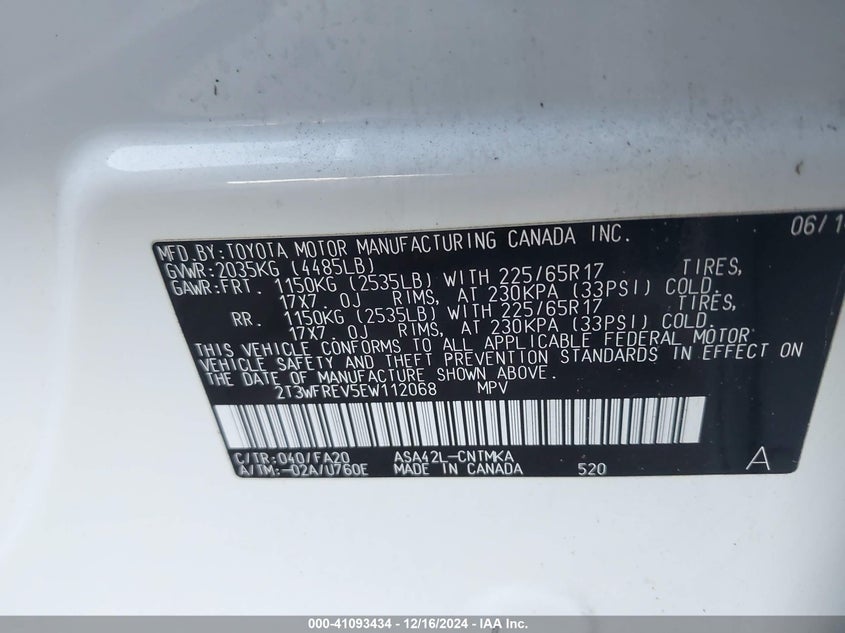 MFD.BY:TOYOTA MOTOR MANUFACTURING CANADA INC. 06/1
GVWR:2035KG (4485LB)
GAWR:FRT. 1150KG (2535LB) WITH 225/65R17 TIRES,
17X7.0J RIMS, AT 230KPA (33PSI) COLD.
RR. 1150KG (2535LB) WITH 225/65R17 TIRES,
17X7.0J RIMS, AT 230KPA (33PSI) COLD.
THIS VEHICLE CONFORMS TO ALL APPLICABLE FEDERAL MOTOR
VEHICLE SAFETY AND THEFT PREVENTION STANDARDS IN EFFECT ON
THE DATE OF MANUFACTURE SHOWN ABOVE.
2T3WFREV5EW112068 MPV
C/TR:040/FA20 ASA42L-CNTMKA
A/TM:-02A/U760E MADE IN CANADA 520 A
000-41093434 - 12/16/2024 - IAA Inc.